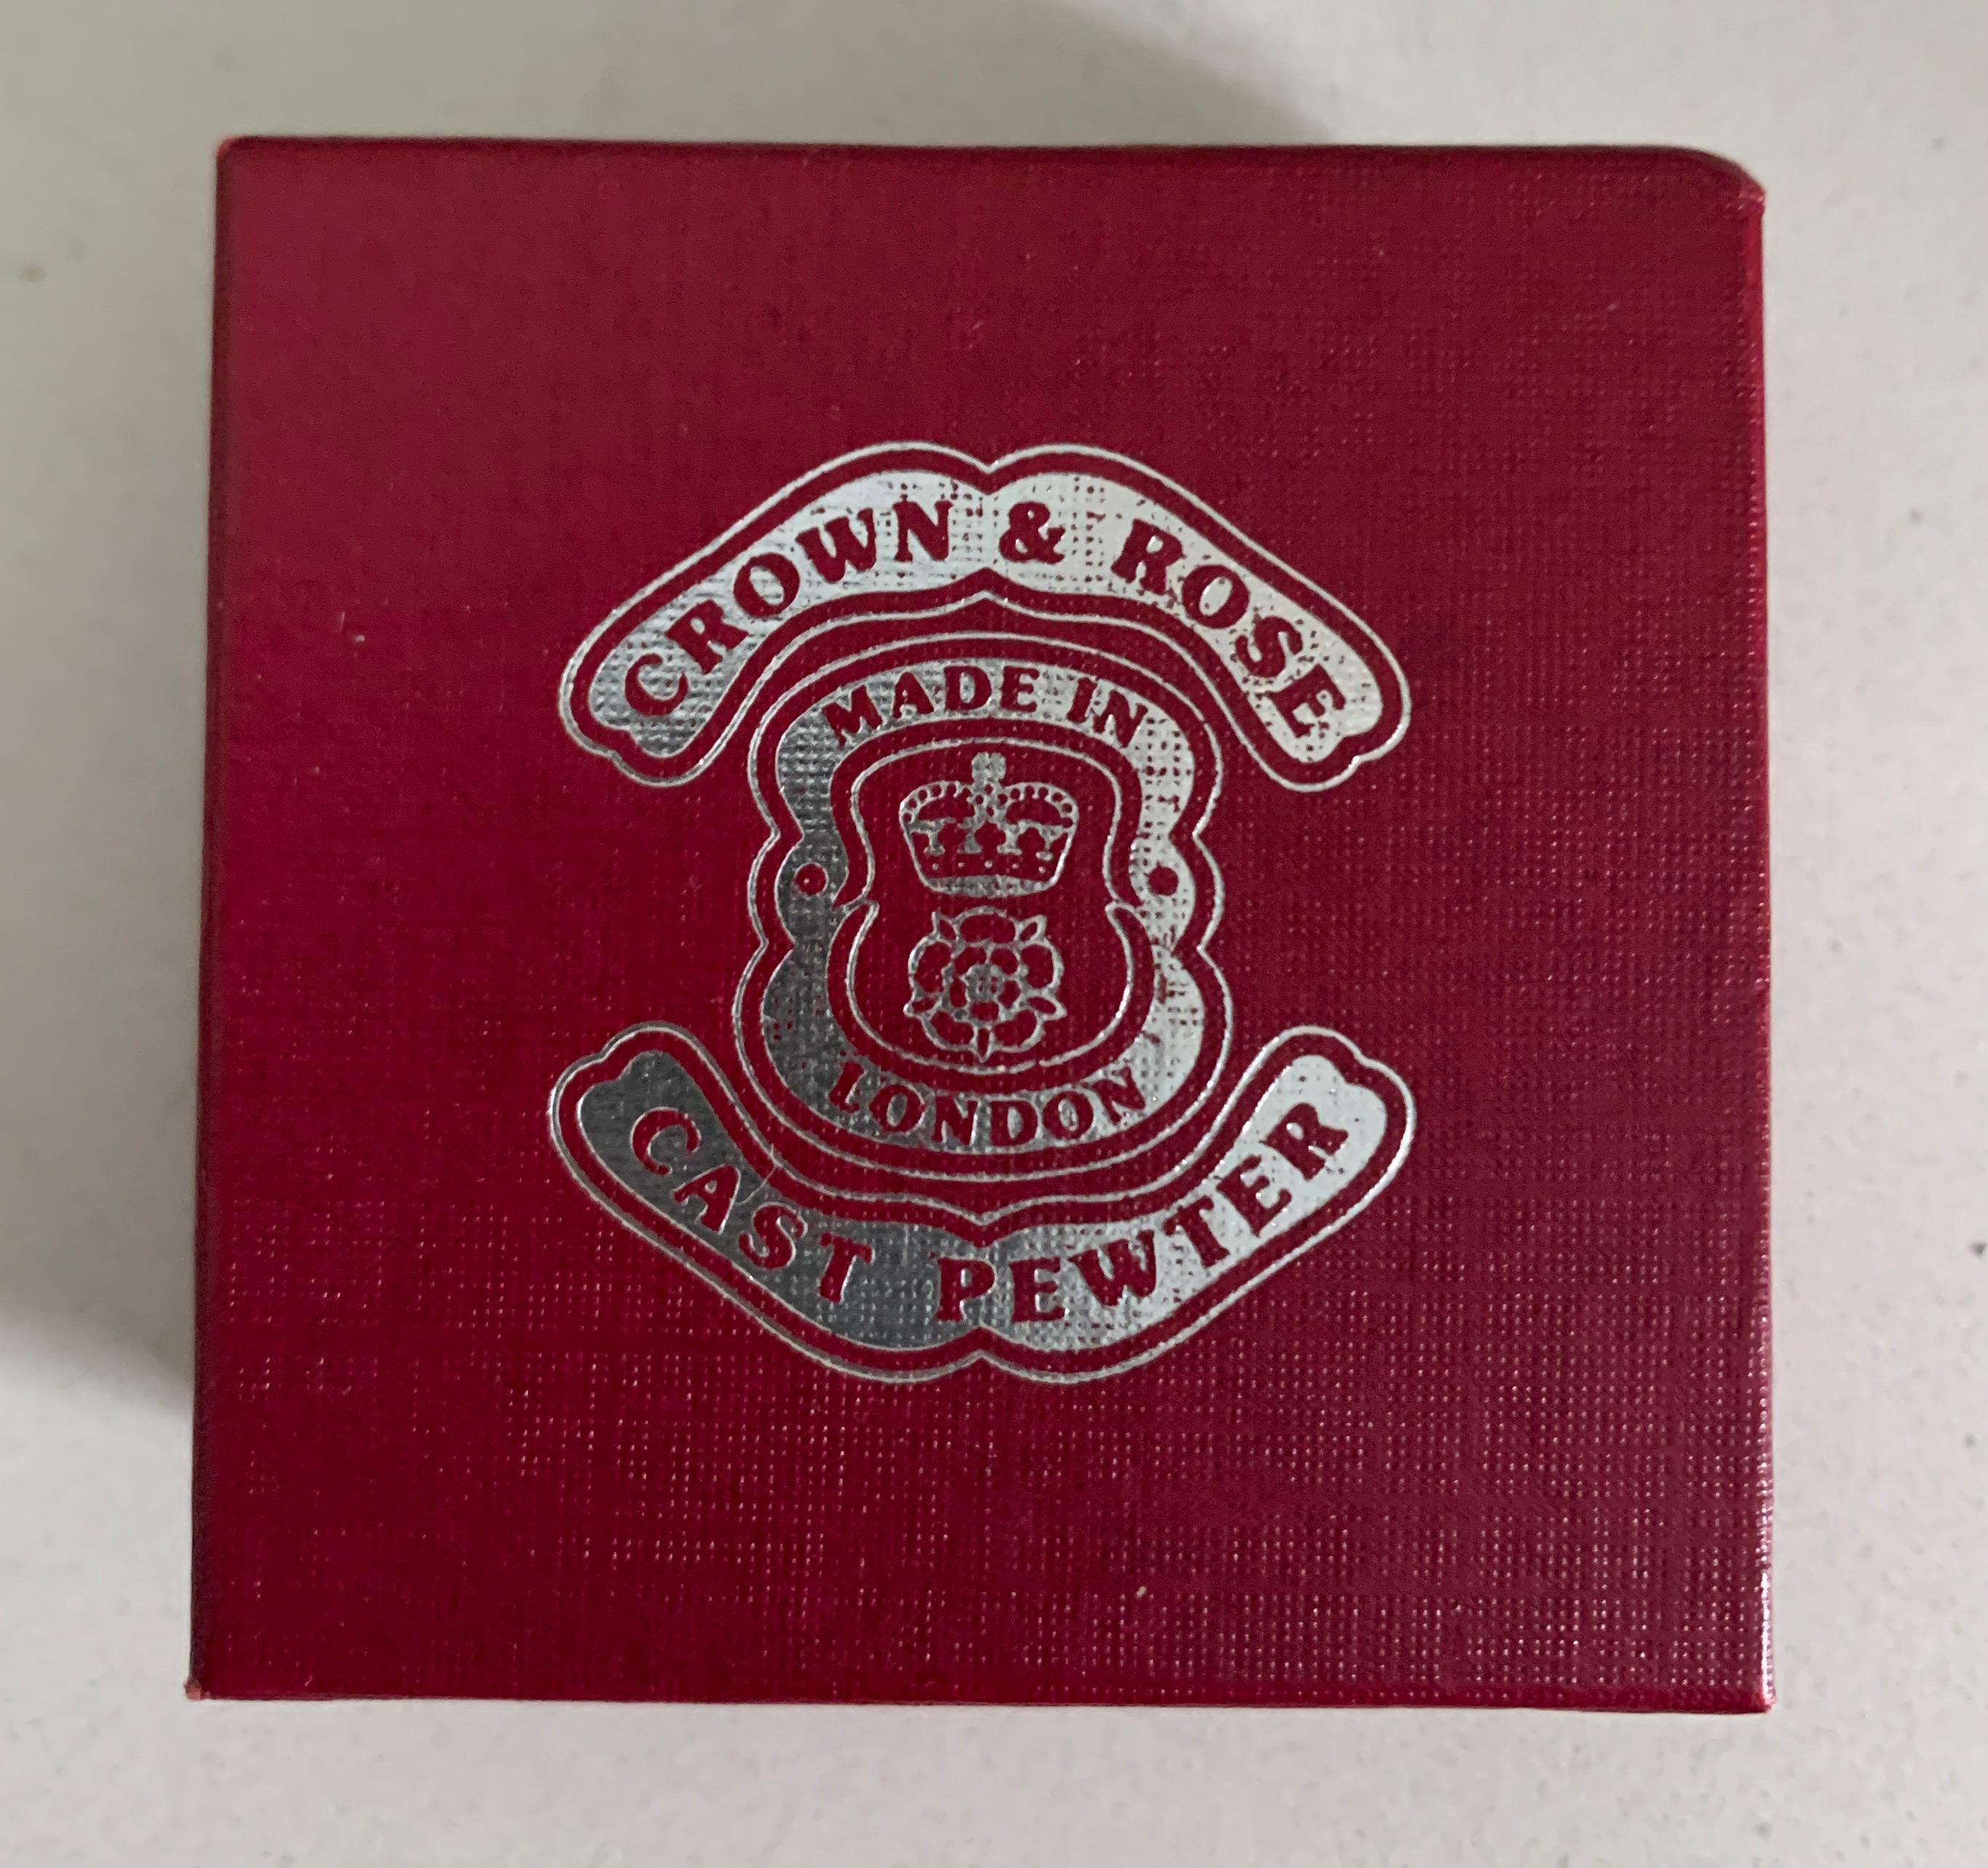 CROWN & ROSE
MADE IN
LONDON
CAST PEWTER